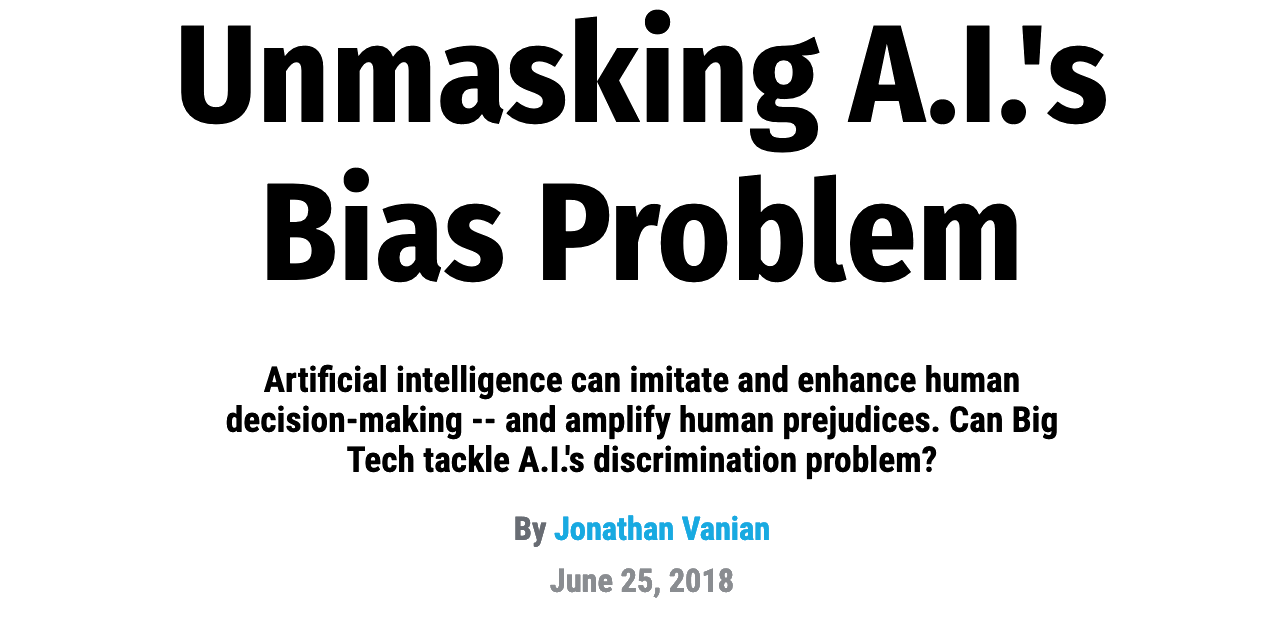 Unmasking A.I.'s
Bias Problem
Artificial intelligence can imitate and enhance human
decision-making -- and amplify human prejudices. Can Big
Tech tackle A.I.'s discrimination problem?
By Jonathan Vanian
June 25, 2018